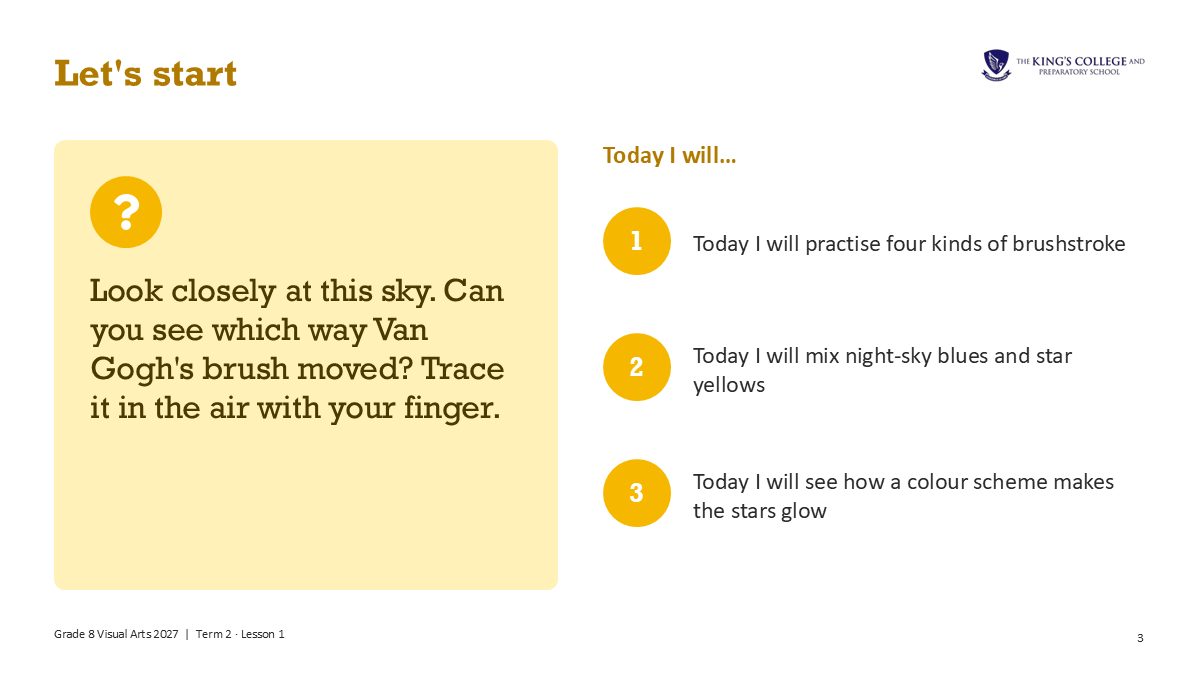 Let's start
THE KING'S COLLEGE AND
PREPARATORY SCHOOL
?
Look closely at this sky. Can
you see which way Van
Gogh's brush moved? Trace
it in the air with your finger.
Today I will...
1
Today I will practise four kinds of brushstroke
2
Today I will mix night-sky blues and star
yellows
3
Today I will see how a colour scheme makes
the stars glow
Grade 8 Visual Arts 2027 | Term 2 · Lesson 1
3